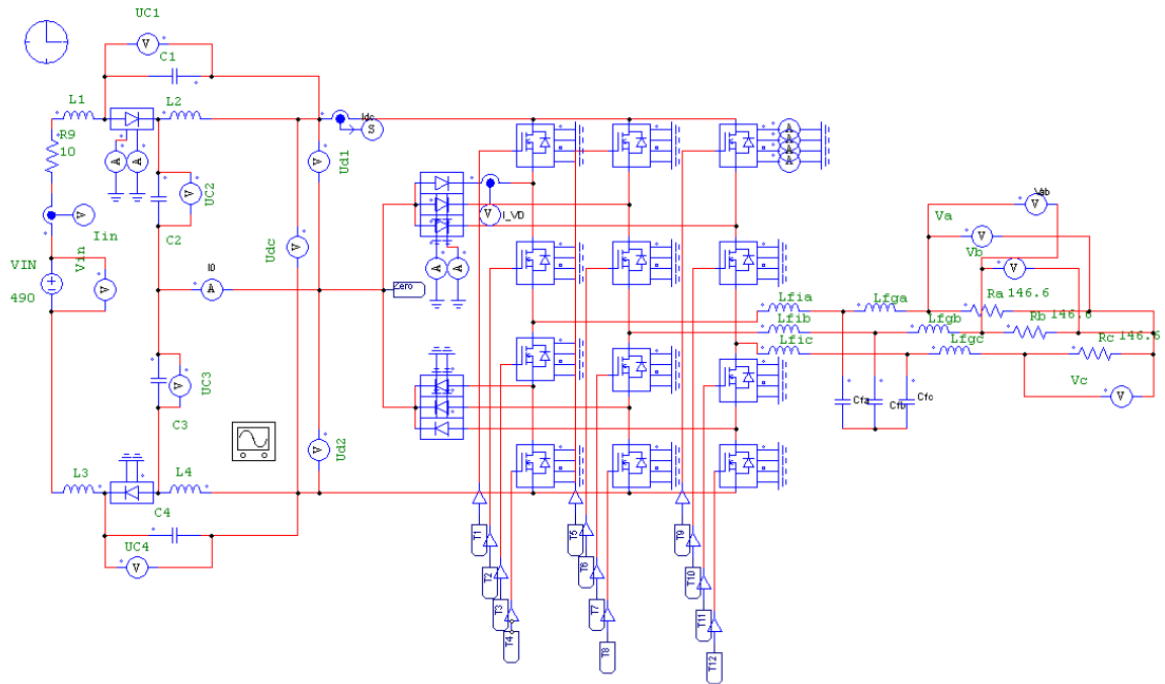 UC1
V
C1
L1
L2
Idc
S
R9
10
A
A
V
Ud1
A
A
A
A
V
UC2
V
I_VD
Vab
V
Va
V
Vb
V
Iin
C2
V
Udc
VIN
490
Vin
V
I0
A
Zero
A
A
Lfia
Lfga
Ra
146.6
Lfib
Lfgb
Rb
146.6
Lfic
Lfgc
Rc
146.6
V
UC3
C3
Cfa
Cfb
Cfc
Vc
V
V
Ud2
L3
L4
C4
UC4
V
T1
T2
T3
T4
T5
T6
T7
T8
T9
T10
T11
T12